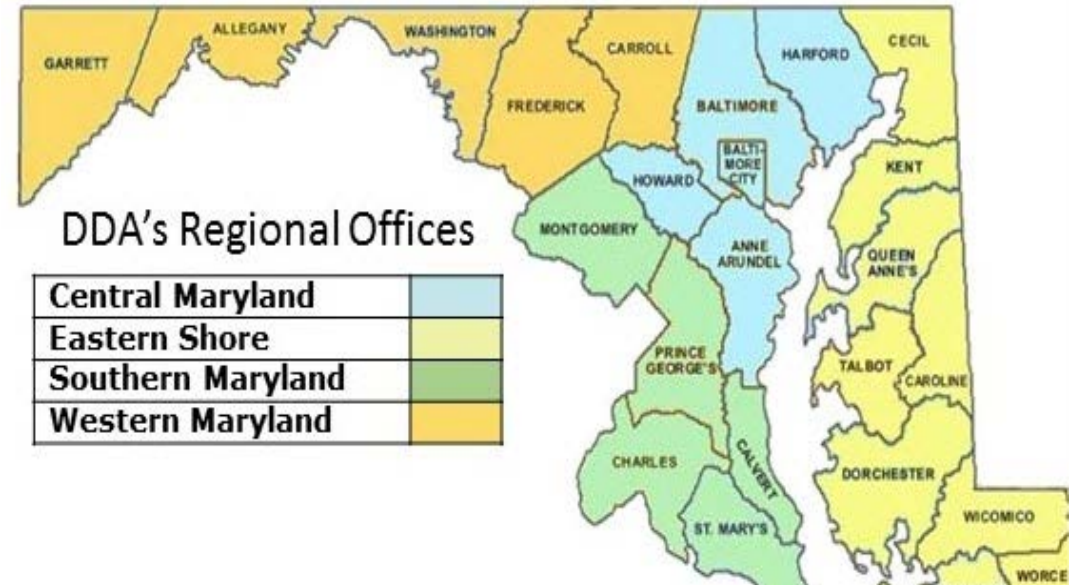 GARRETT
ALLEGANY
WASHINGTON
FREDERICK
CARROLL
BALTIMORE
HARFORD
CECIL
BALTI-
MORE
CITY
HOWARD
KENT
MONTGOMERY
ANNE
ARUNDEL
QUEEN
ANNE'S
DDA's Regional Offices
Central Maryland
Eastern Shore
Southern Maryland
Western Maryland
PRINCE
GEORGE'S
TALBOT
CAROLINE
CHARLES
CALVERT
DORCHESTER
ST. MARY'S
WICOMICO
WORCE